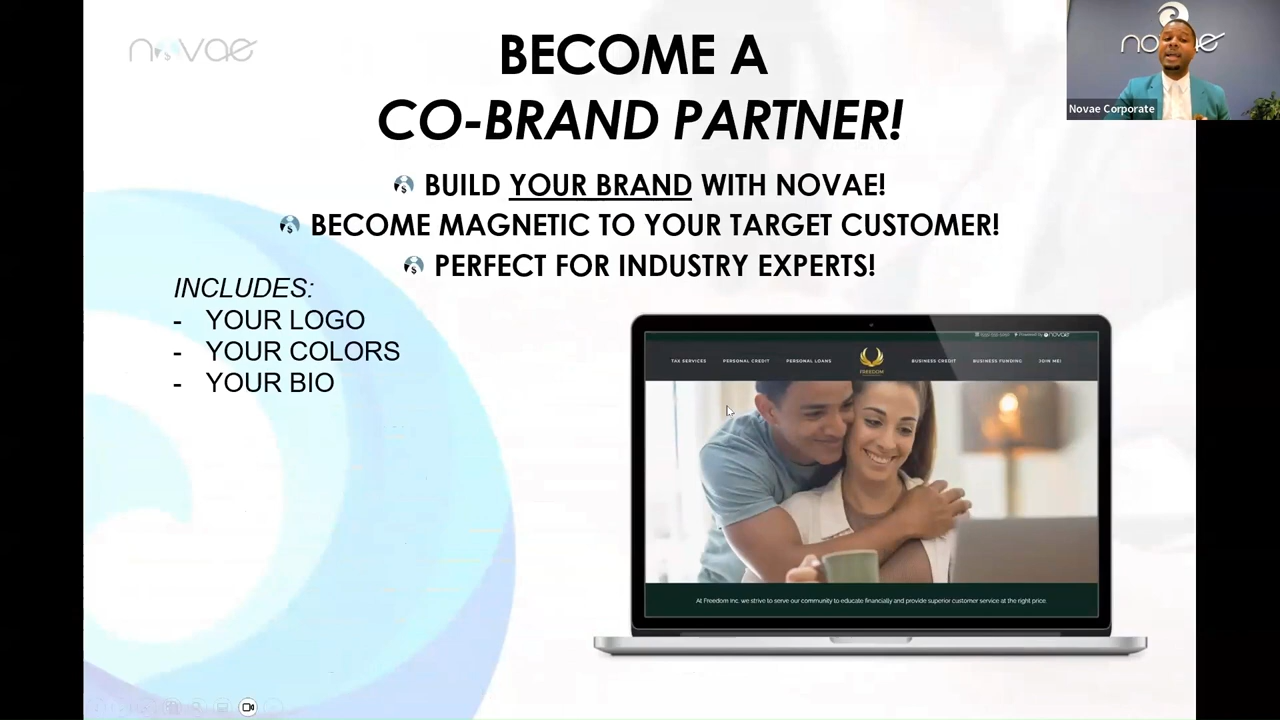 novae
BECOME A
CO-BRAND PARTNER!
BUILD YOUR BRAND WITH NOVAE!
BECOME MAGNETIC TO YOUR TARGET CUSTOMER!
PERFECT FOR INDUSTRY EXPERTS!
INCLUDES:
- YOUR LOGO
- YOUR COLORS
- YOUR BIO
novae
Novae Corporate
Powered by novae
TAX SERVICES PERSONAL CREDIT PERSONAL LOANS FREEDOM BUSINESS CREDIT BUSINESS FUNDING JOIN ME!
At Freedom Inc. we strive to serve our community to educate financially and provide superior customer service at the right price.